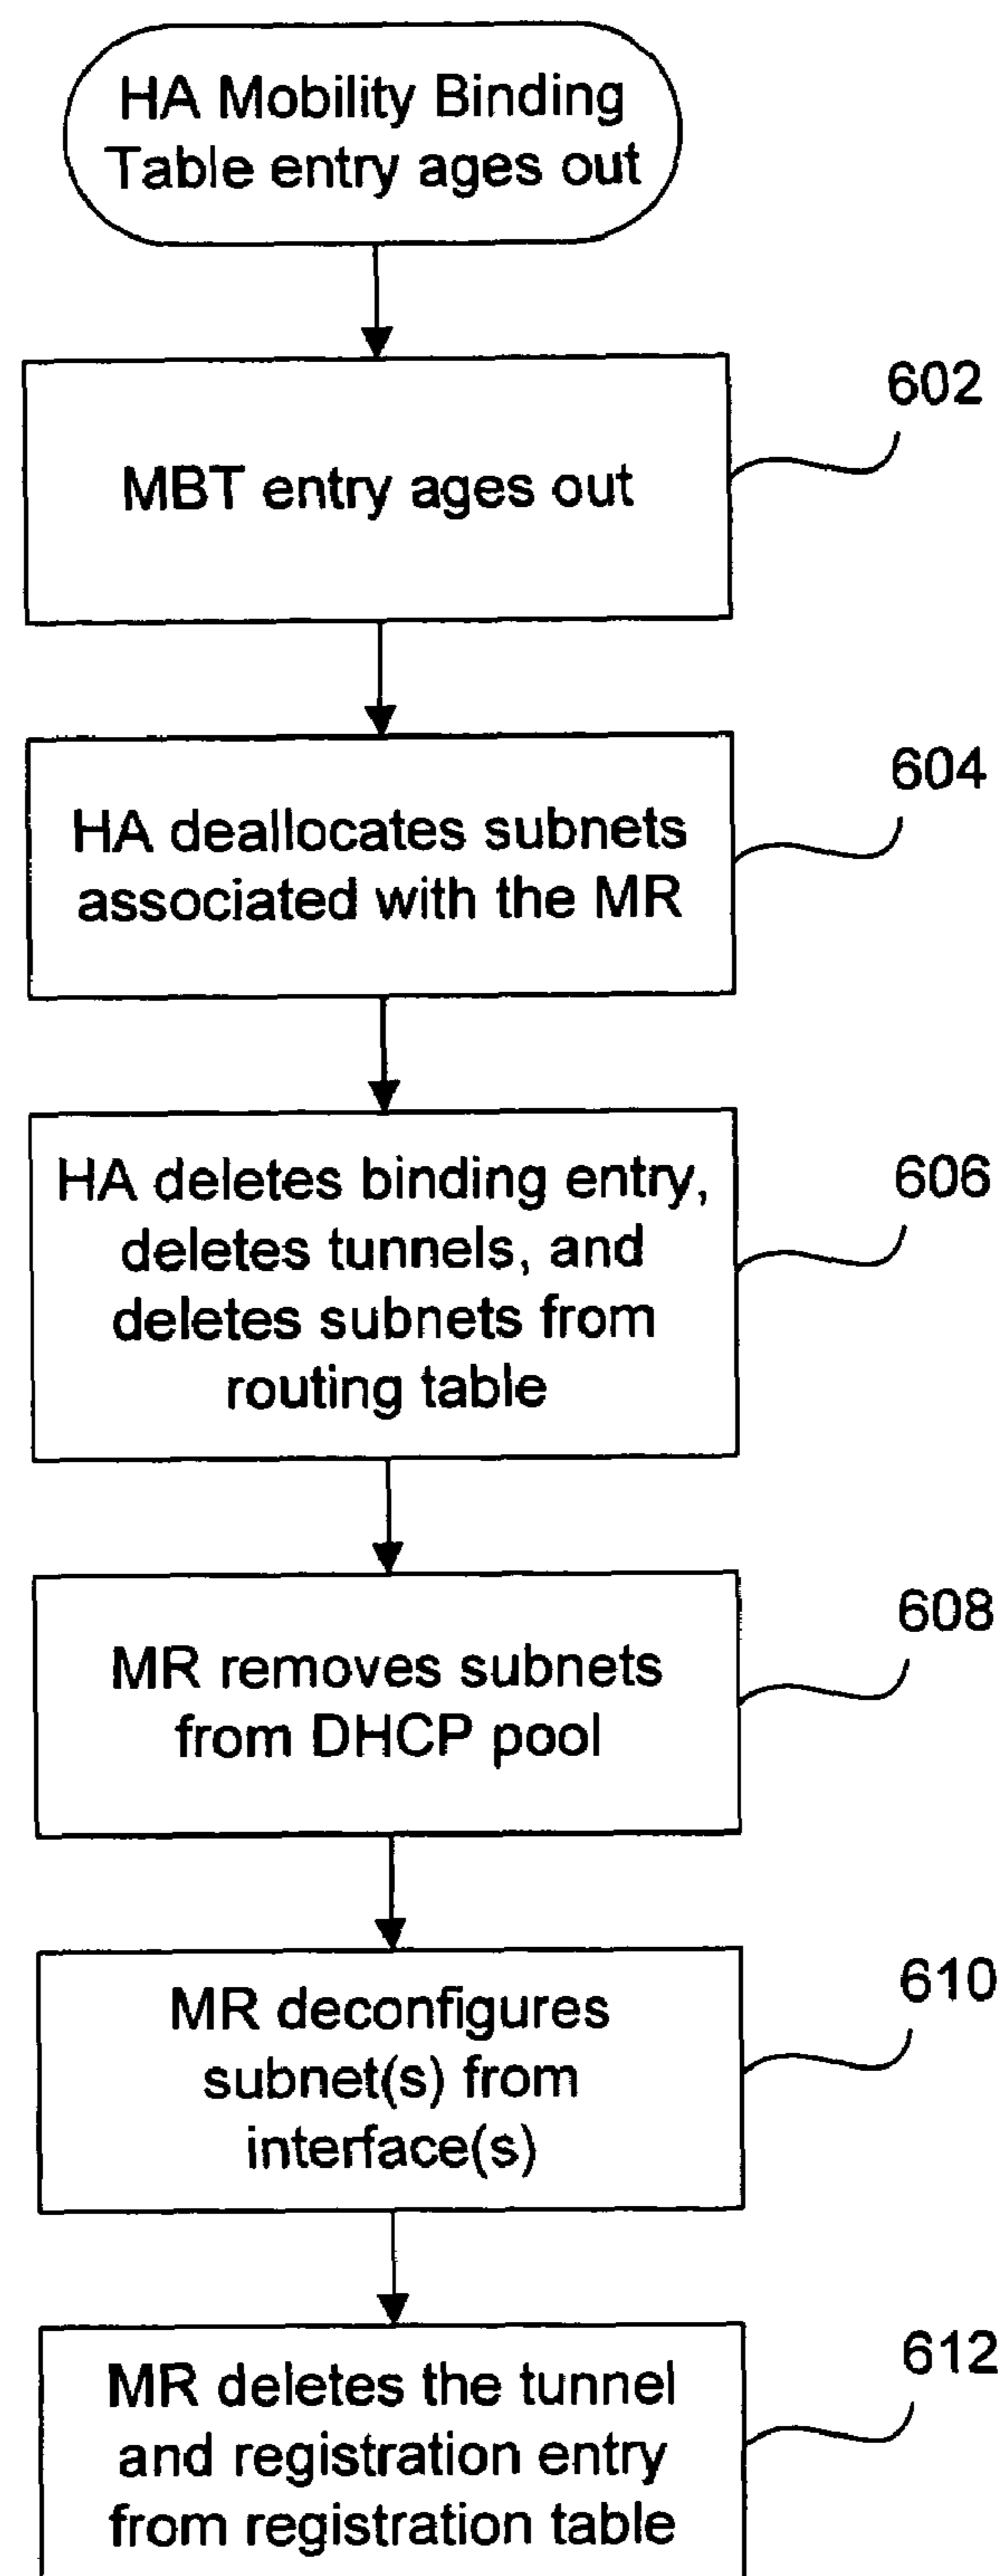 HA Mobility Binding
Table entry ages out
602
MBT entry ages out
604
HA deallocates subnets
associated with the MR
606
HA deletes binding entry,
deletes tunnels, and
deletes subnets from
routing table
608
MR removes subnets
from DHCP pool
610
MR deconfigures
subnet(s) from
interface(s)
612
MR deletes the tunnel
and registration entry
from registration table